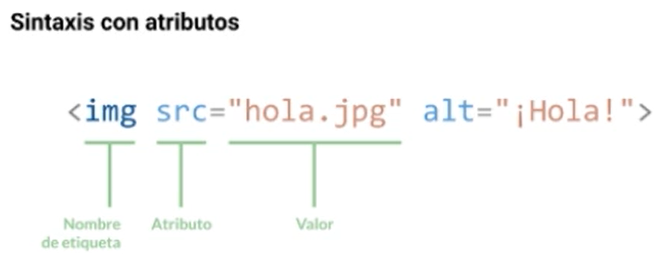 Sintaxis con atributos
<img src="hola.jpg" alt="¡Hola!">
Nombre de etiqueta
Atributo
Valor